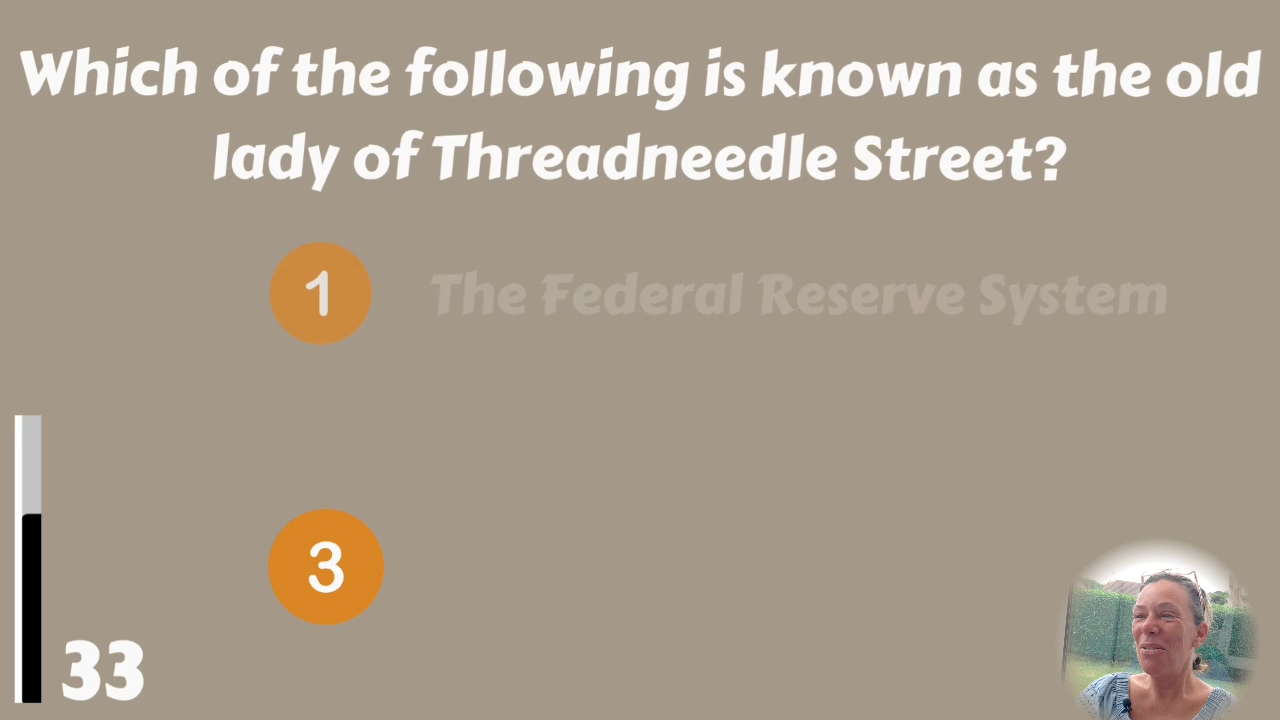 Which of the following is known as the old
lady of Threadneedle Street?
1 The Federal Reserve System
3
33